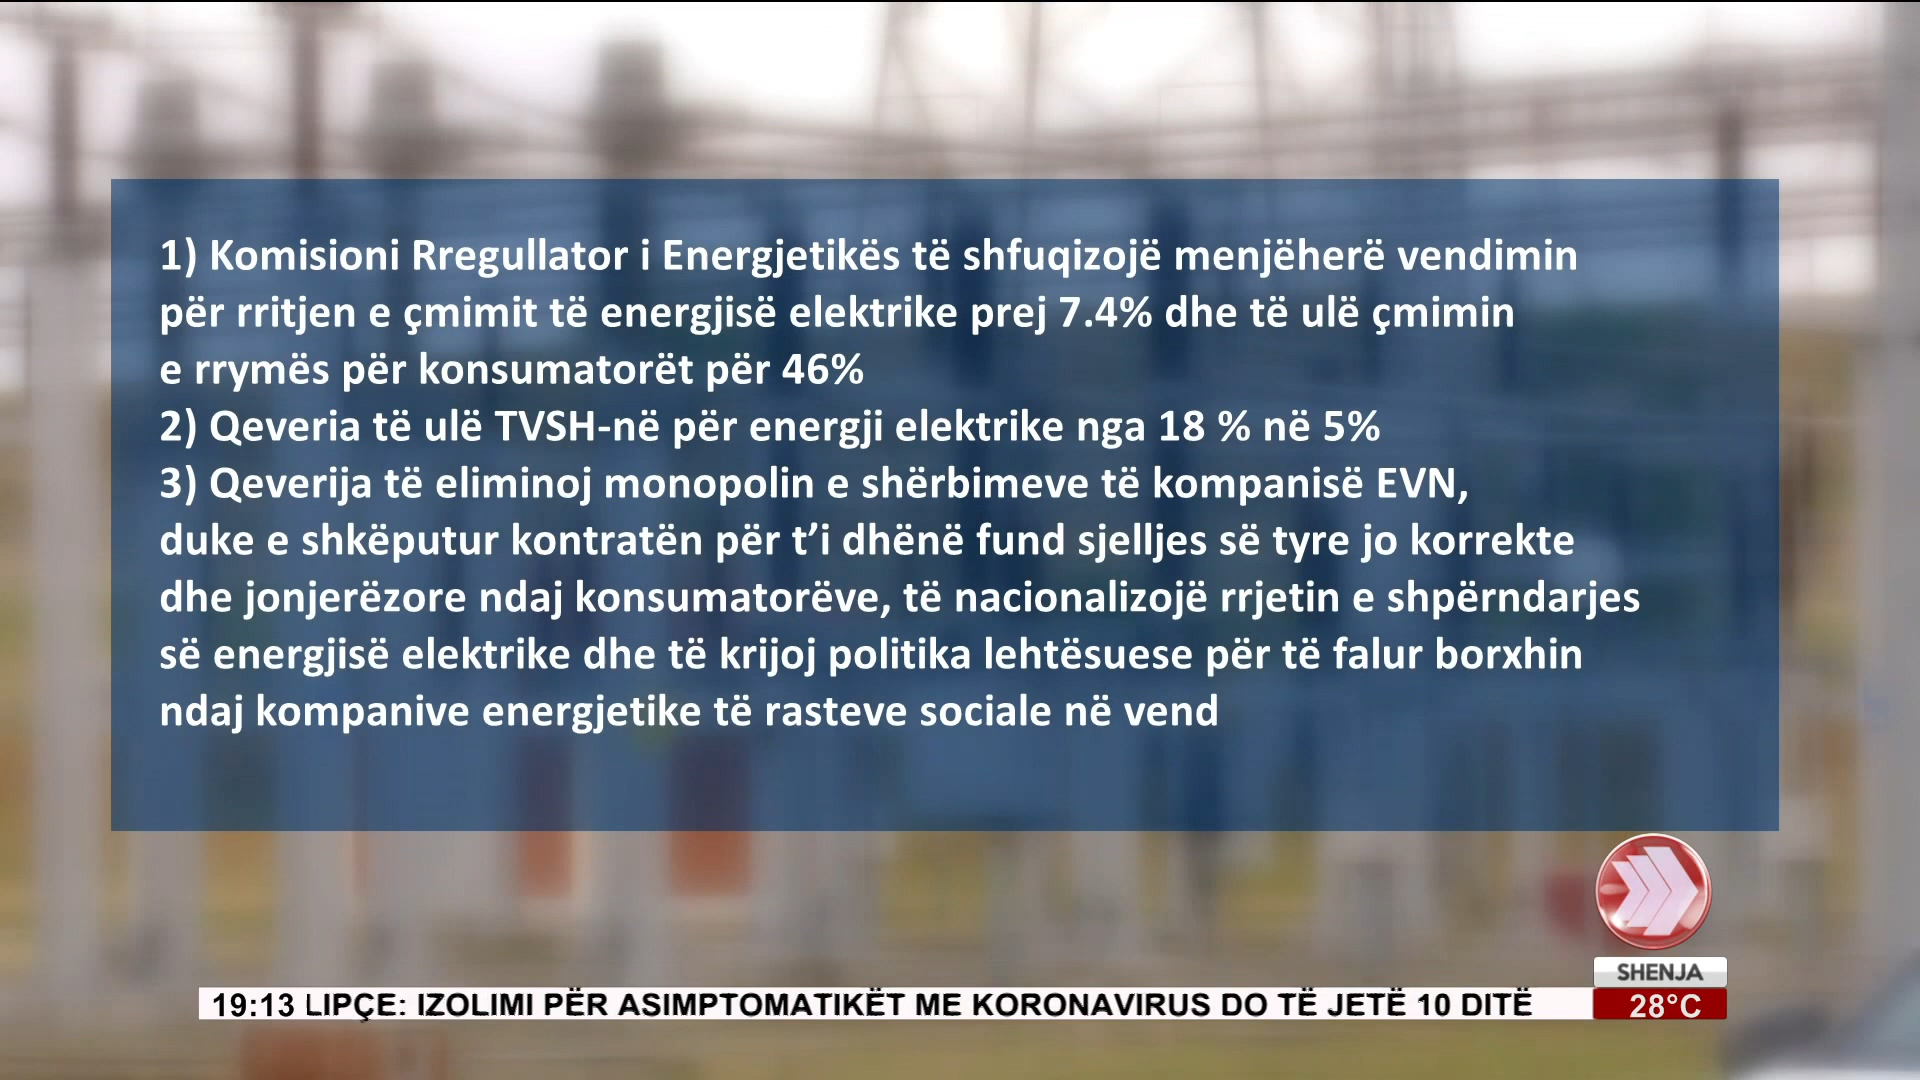 1) Komisioni Rregullator i Energjetikës të shfuqizojë menjëherë vendimin
për rritjen e çmimit të energjisë elektrike prej 7.4% dhe të ulë çmimin
e rrymës për konsumatorët për 46%
2) Qeveria të ulë TVSH-në për energji elektrike nga 18 % në 5%
3) Qeverija të eliminoj monopolin e shërbimeve të kompanisë EVN,
duke e shkëputur kontratën për t’i dhënë fund sjelljes së tyre jo korrekte
dhe jonjerëzore ndaj konsumatorëve, të nacionalizojë rrjetin e shpërndarjes
së energjisë elektrike dhe të krijoj politika lehtësuese për të falur borxhin
ndaj kompanive energjetike të rasteve sociale në vend
SHENJA
19:13 LIPÇE: IZOLIMI PËR ASIMPTOMATIKËT ME KORONAVIRUS DO TË JETË 10 DITË
28°C